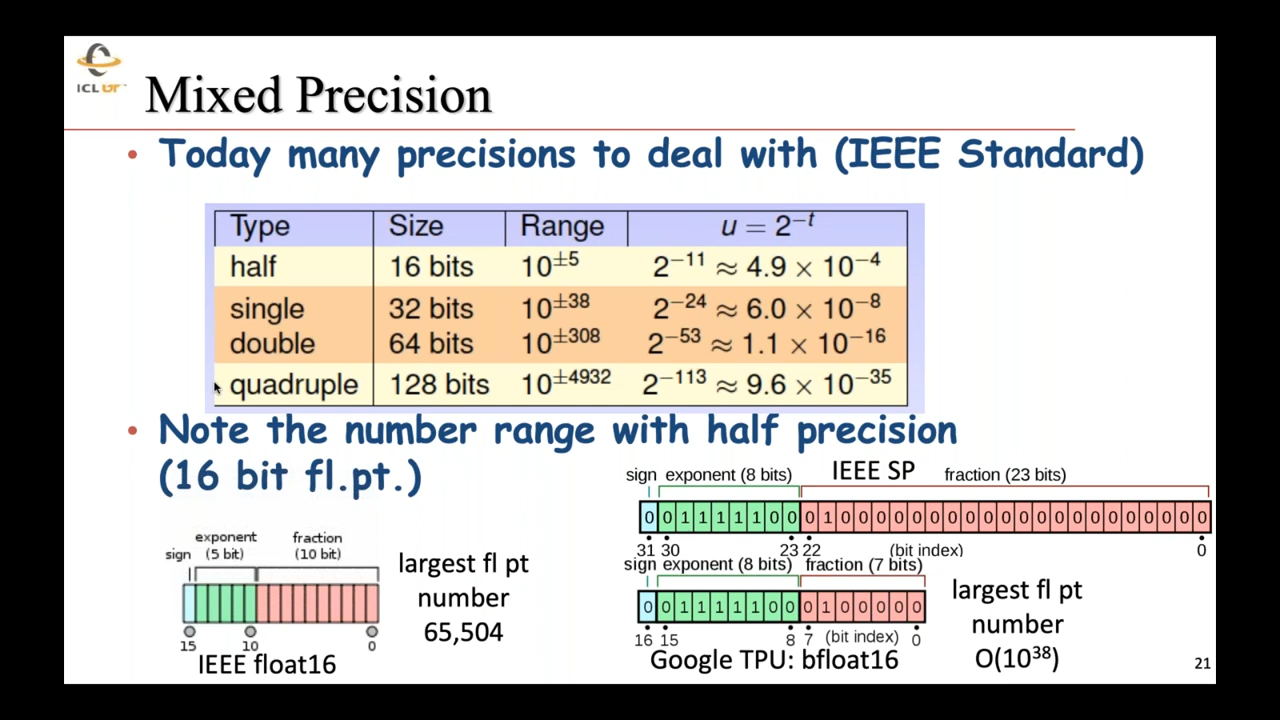 ICL UT
Mixed Precision
• Today many precisions to deal with (IEEE Standard)
Type Size Range u = 2⁻ᵗ
half 16 bits 10±5 2⁻¹¹ ≈ 4.9 × 10⁻⁴
single 32 bits 10±38 2⁻²⁴ ≈ 6.0 × 10⁻⁸
double 64 bits 10±308 2⁻⁵³ ≈ 1.1 × 10⁻¹⁶
quadruple 128 bits 10±4932 2⁻¹¹³ ≈ 9.6 × 10⁻³⁵
• Note the number range with half precision
(16 bit fl.pt.)
exponent fraction
sign (5 bit) (10 bit)
15 10 0
IEEE float16
largest fl pt
number
65,504
sign exponent (8 bits) IEEE SP fraction (23 bits)
0 0 1 1 1 1 1 0 0 0 1 0 0 0 0 0 0 0 0 0 0 0 0 0 0 0 0 0 0 0 0 0
31 30 23 22 (bit index) 0
sign exponent (8 bits) fraction (7 bits)
0 0 1 1 1 1 1 0 0 0 1 0 0 0 0 0
16 15 8 7 (bit index) 0
Google TPU: bfloat16
largest fl pt
number
O(10³⁸)
21